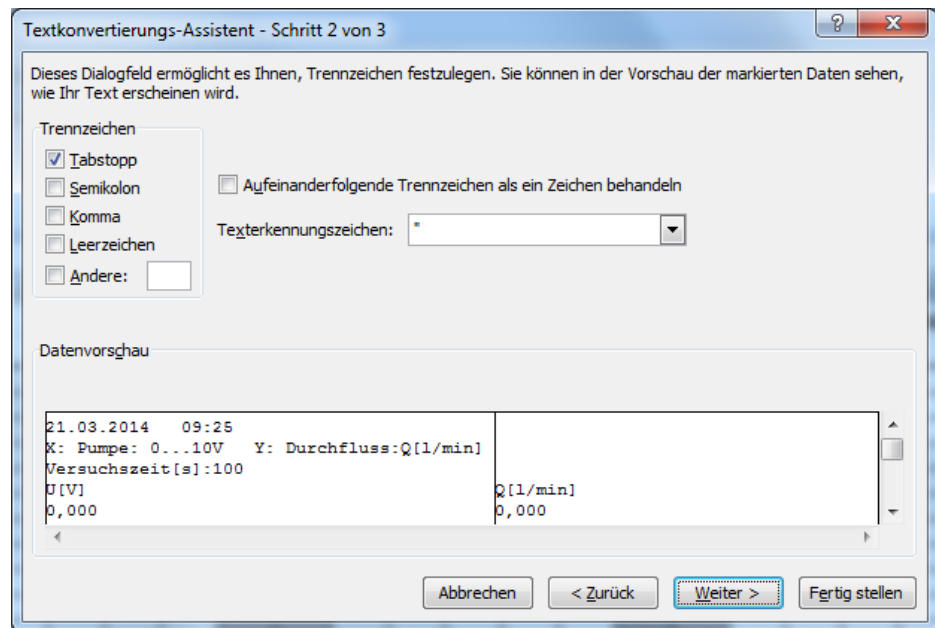 Textkonvertierungs-Assistent - Schritt 2 von 3
Dieses Dialogfeld ermöglicht es Ihnen, Trennzeichen festzulegen. Sie können in der Vorschau der markierten Daten sehen,
wie Ihr Text erscheinen wird.
Trennzeichen
Tabstopp
Semikolon
Komma
Leerzeichen
Andere:
Aufeinanderfolgende Trennzeichen als ein Zeichen behandeln
Texterkennungszeichen: "
Datenvorschau
21.03.2014   09:25
X: Pumpe: 0...10V   Y: Durchfluss:Q[l/min]
Versuchszeit[s]:100
U[V] Q[l/min]
0,000 0,000
Abbrechen < Zurück Weiter > Fertig stellen